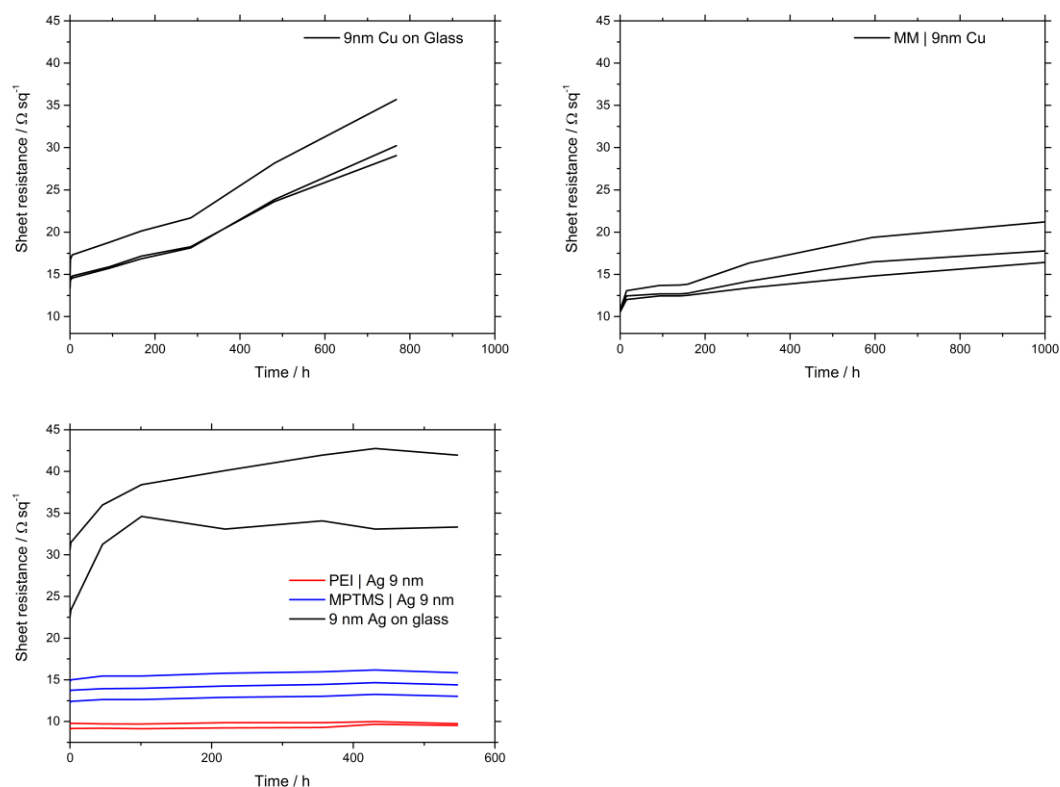 45
40
35
30
25
20
15
10
Sheet resistance / Ω sq⁻¹
9nm Cu on Glass
0 200 400 600 800 1000
Time / h
45
40
35
30
25
20
15
10
Sheet resistance / Ω sq⁻¹
MM | 9nm Cu
0 200 400 600 800 1000
Time / h
45
40
35
30
25
20
15
10
Sheet resistance / Ω sq⁻¹
PEI | Ag 9 nm
MPTMS | Ag 9 nm
9 nm Ag on glass
0 200 400 600
Time / h